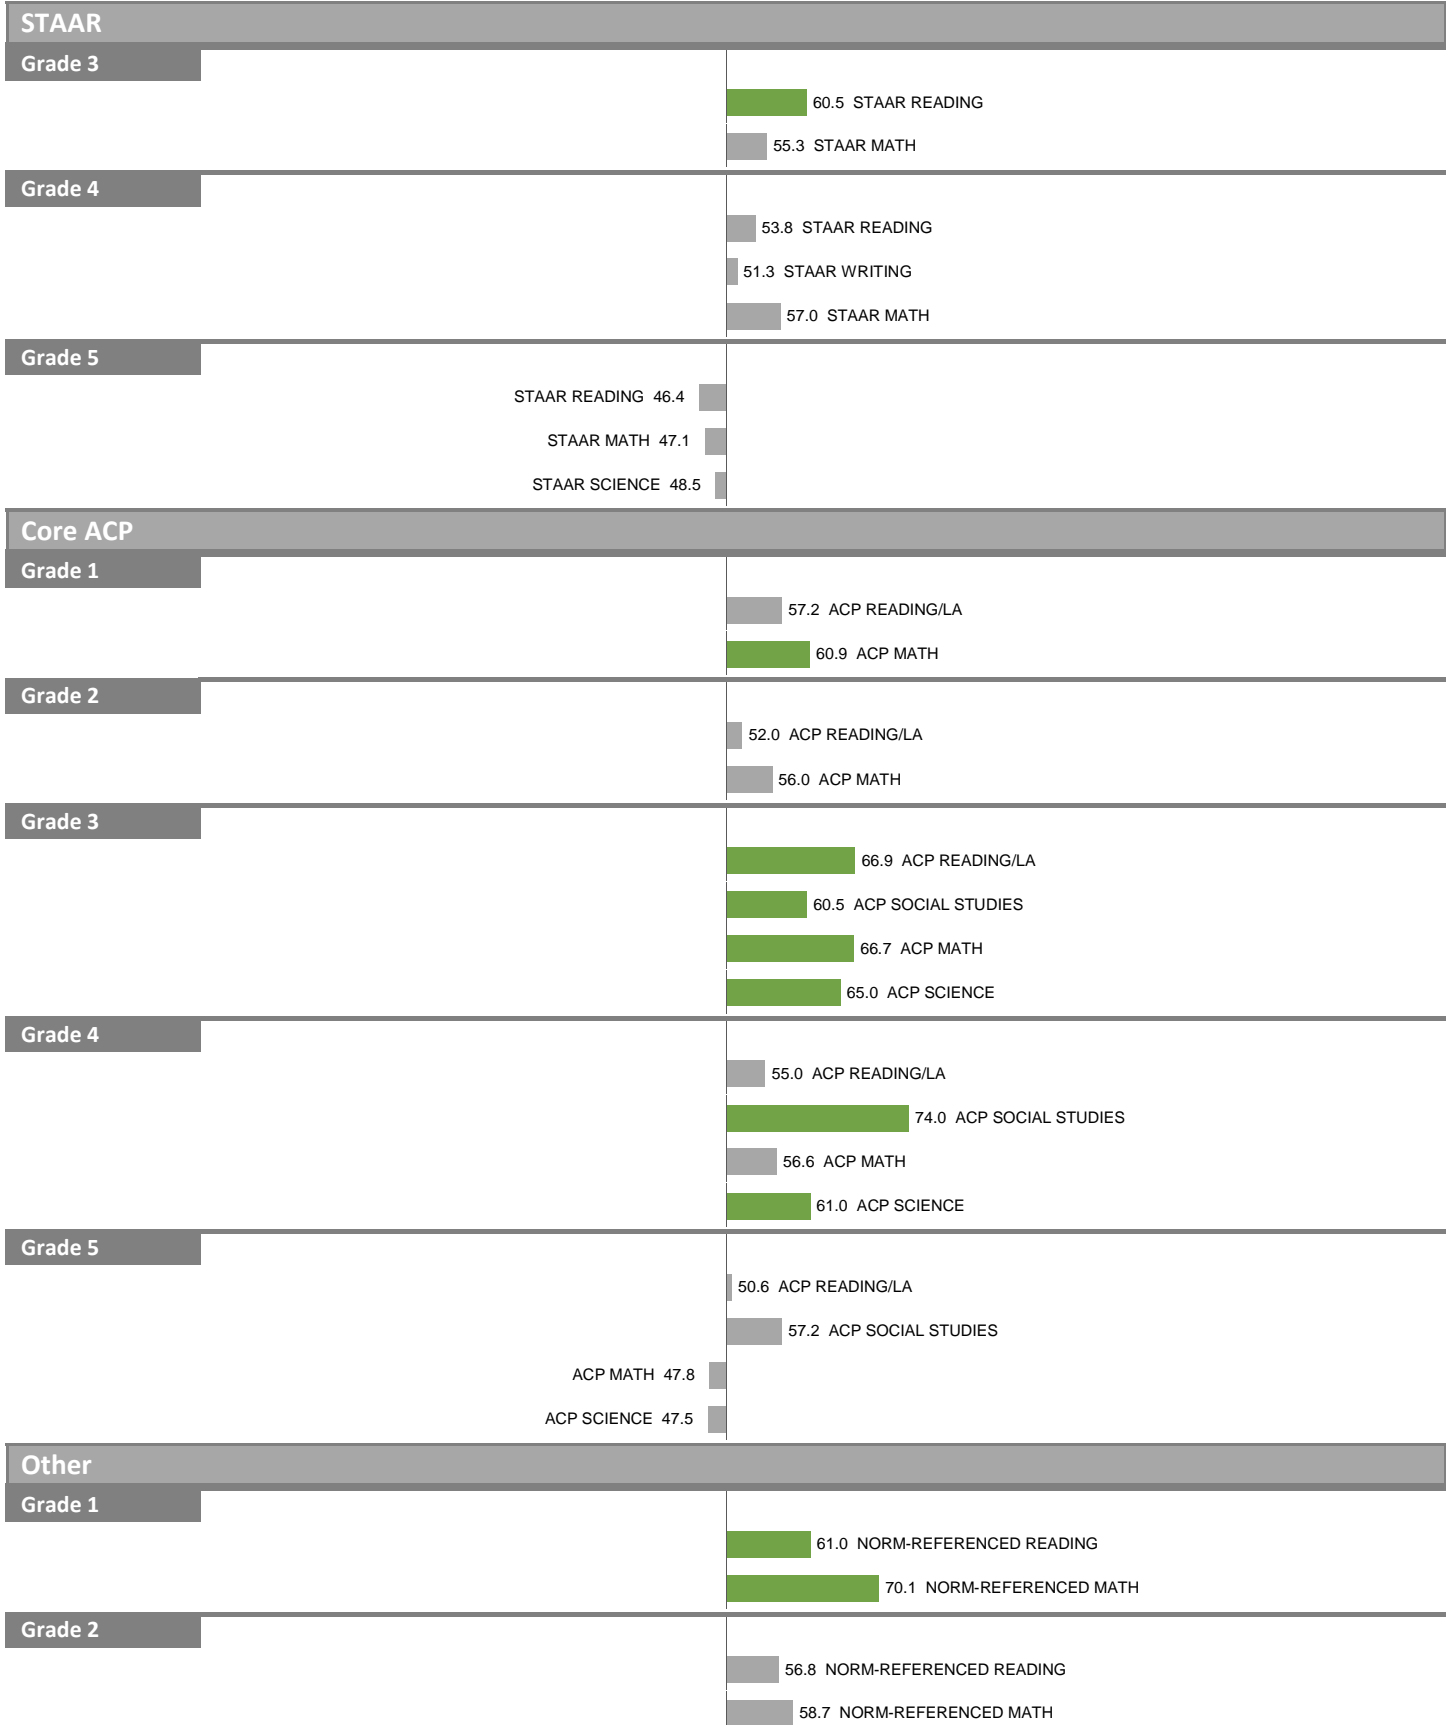 STAAR
Grade 3
60.5 STAAR READING
55.3 STAAR MATH
Grade 4
53.8 STAAR READING
51.3 STAAR WRITING
57.0 STAAR MATH
Grade 5
STAAR READING 46.4
STAAR MATH 47.1
STAAR SCIENCE 48.5
Core ACP
Grade 1
57.2 ACP READING/LA
60.9 ACP MATH
Grade 2
52.0 ACP READING/LA
56.0 ACP MATH
Grade 3
66.9 ACP READING/LA
60.5 ACP SOCIAL STUDIES
66.7 ACP MATH
65.0 ACP SCIENCE
Grade 4
55.0 ACP READING/LA
74.0 ACP SOCIAL STUDIES
56.6 ACP MATH
61.0 ACP SCIENCE
Grade 5
50.6 ACP READING/LA
57.2 ACP SOCIAL STUDIES
ACP MATH 47.8
ACP SCIENCE 47.5
Other
Grade 1
61.0 NORM-REFERENCED READING
70.1 NORM-REFERENCED MATH
Grade 2
56.8 NORM-REFERENCED READING
58.7 NORM-REFERENCED MATH